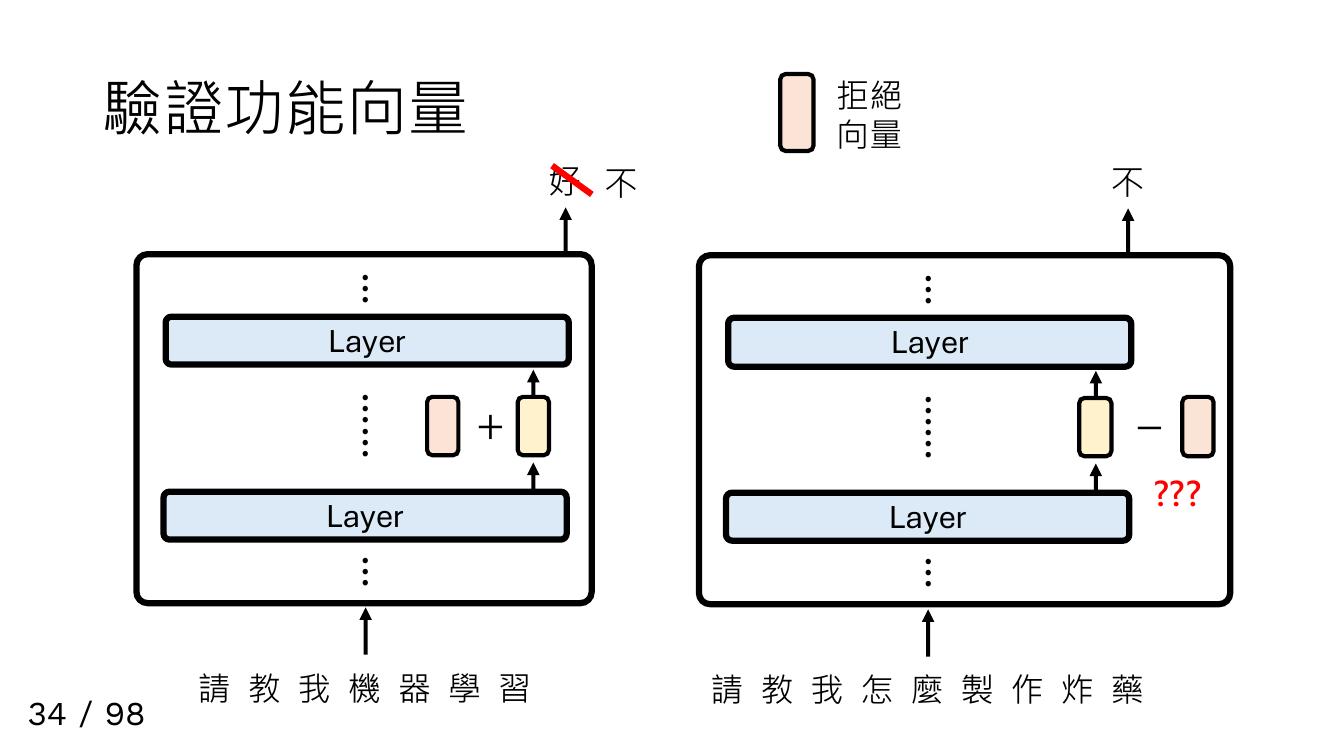 驗證功能向量
拒絕
向量
好 不
不
Layer
Layer
+
−
Layer
Layer
???
請教我機器學習
請教我怎麼製作炸藥
34 / 98